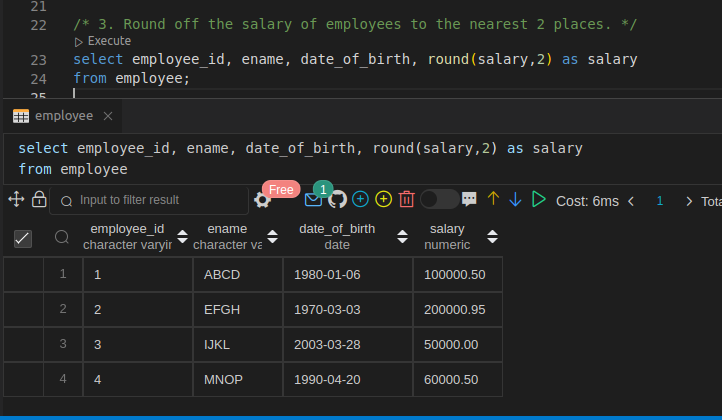 21
22 /* 3. Round off the salary of employees to the nearest 2 places. */
Execute
23 select employee_id, ename, date_of_birth, round(salary,2) as salary
24 from employee;
25
employee
select employee_id, ename, date_of_birth, round(salary,2) as salary
from employee
Input to filter result Free 1 Cost: 6ms 1 Tota
employee_id ename date_of_birth salary
character varyin character va date numeric
1 1 ABCD 1980-01-06 100000.50
2 2 EFGH 1970-03-03 200000.95
3 3 IJKL 2003-03-28 50000.00
4 4 MNOP 1990-04-20 60000.50